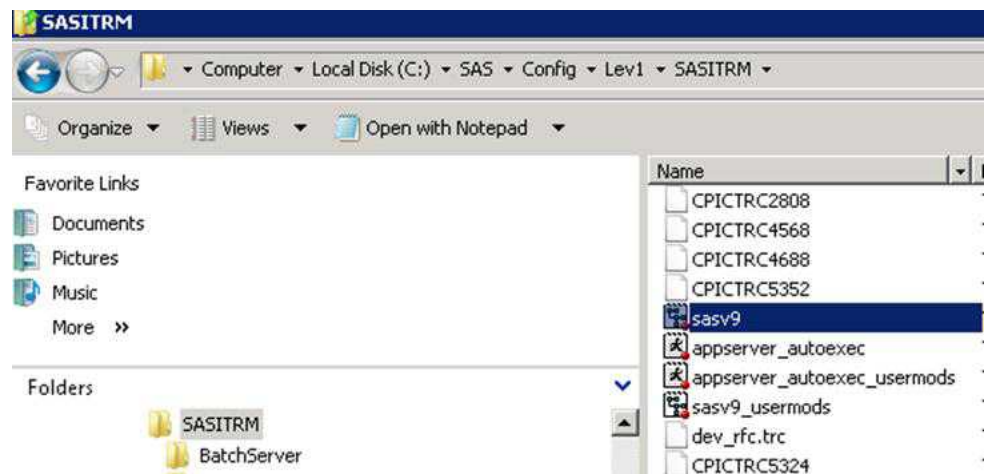 SASITRM
Computer Local Disk (C:) SAS Config Lev1 SASITRM
Organize Views Open with Notepad
Favorite Links
Documents
Pictures
Music
More >>
Folders
SASITRM
BatchServer
Name
CPICTRC2808
CPICTRC4568
CPICTRC4688
CPICTRC5352
sasv9
appserver_autoexec
appserver_autoexec_usermods
sasv9_usermods
dev_rfc.trc
CPICTRC5324